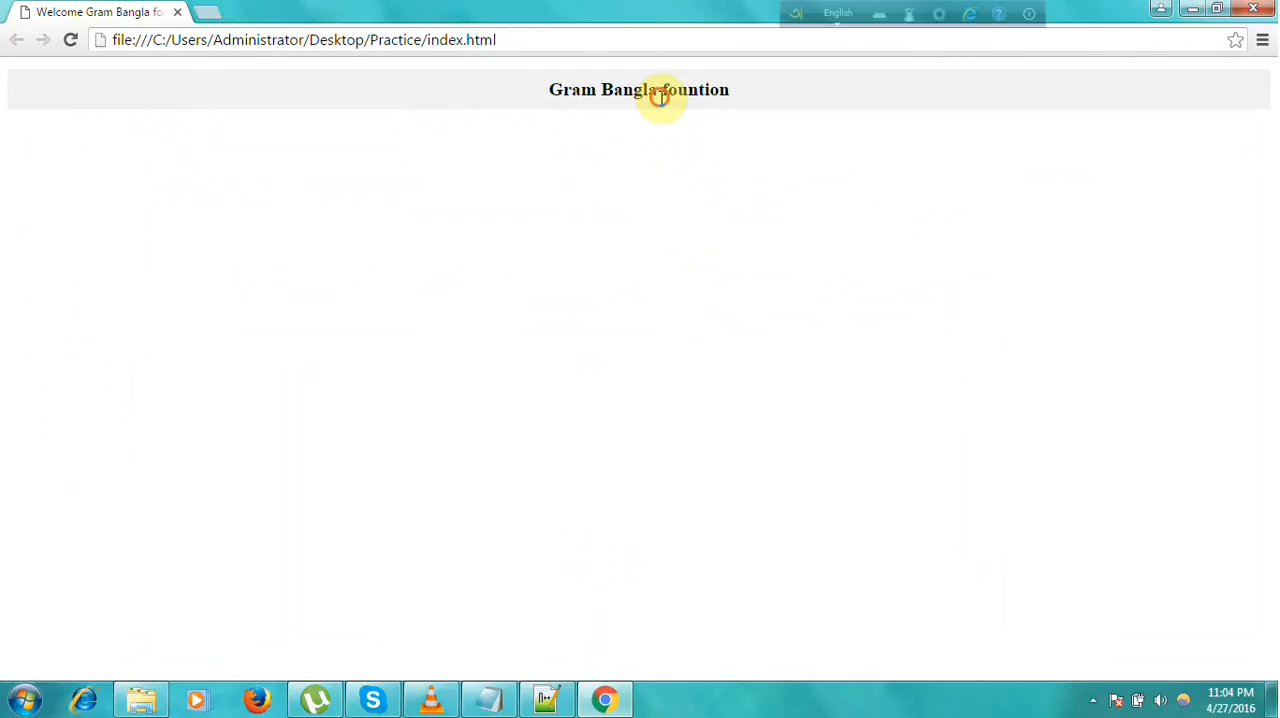 Welcome Gram Bangla fo
অ English
file:///C:/Users/Administrator/Desktop/Practice/index.html
Gram Bangla fountion
11:04 PM
4/27/2016